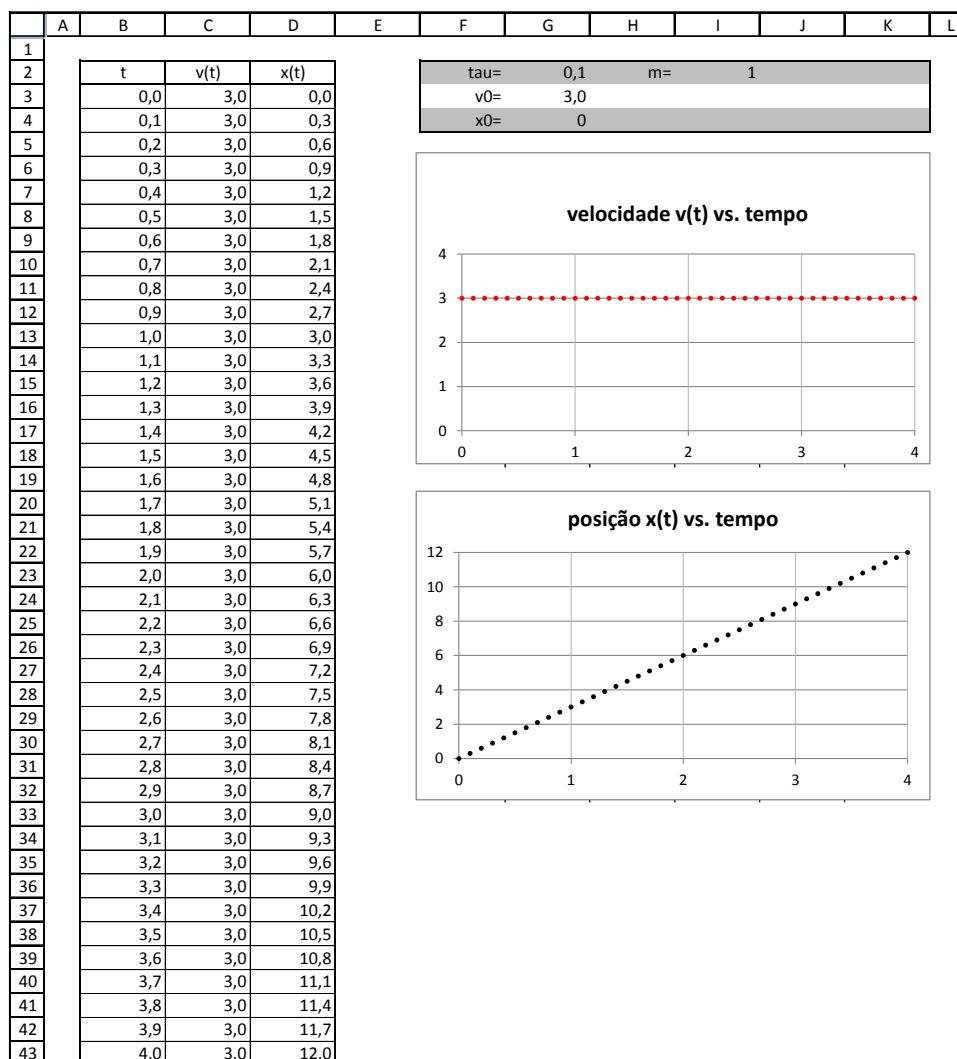 A B C D E F G H I J K L
1
2 t v(t) x(t) tau= 0,1 m= 1
3 0,0 3,0 0,0 v0= 3,0
4 0,1 3,0 0,3 x0= 0
5 0,2 3,0 0,6
6 0,3 3,0 0,9
7 0,4 3,0 1,2
8 0,5 3,0 1,5
9 0,6 3,0 1,8
10 0,7 3,0 2,1
11 0,8 3,0 2,4
12 0,9 3,0 2,7
13 1,0 3,0 3,0
14 1,1 3,0 3,3
15 1,2 3,0 3,6
16 1,3 3,0 3,9
17 1,4 3,0 4,2
18 1,5 3,0 4,5
19 1,6 3,0 4,8
20 1,7 3,0 5,1
21 1,8 3,0 5,4
22 1,9 3,0 5,7
23 2,0 3,0 6,0
24 2,1 3,0 6,3
25 2,2 3,0 6,6
26 2,3 3,0 6,9
27 2,4 3,0 7,2
28 2,5 3,0 7,5
29 2,6 3,0 7,8
30 2,7 3,0 8,1
31 2,8 3,0 8,4
32 2,9 3,0 8,7
33 3,0 3,0 9,0
34 3,1 3,0 9,3
35 3,2 3,0 9,6
36 3,3 3,0 9,9
37 3,4 3,0 10,2
38 3,5 3,0 10,5
39 3,6 3,0 10,8
40 3,7 3,0 11,1
41 3,8 3,0 11,4
42 3,9 3,0 11,7
43 4,0 3,0 12,0
velocidade v(t) vs. tempo
4
3
2
1
0
0 1 2 3 4
posição x(t) vs. tempo
12
10
8
6
4
2
0
0 1 2 3 4